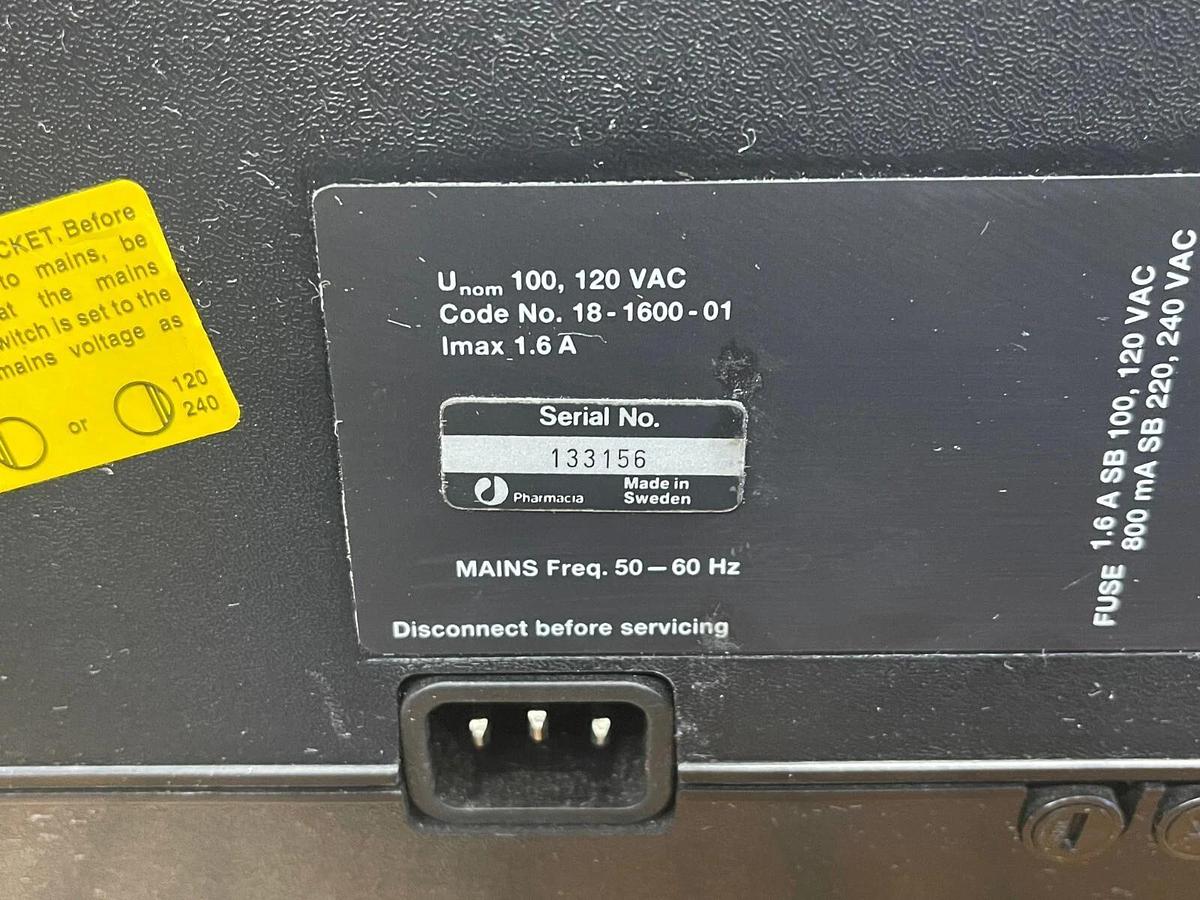 CKET. Before
to mains, be
at the mains
witch is set to the
mains voltage as
or
120
240
Unom 100, 120 VAC
Code No. 18-1600-01
Imax 1.6 A
Serial No.
133156
Pharmacia
Made in
Sweden
MAINS Freq. 50—60 Hz
Disconnect before servicing
FUSE 1.6 A SB 100, 120 VAC
800 mA SB 220, 240 VAC